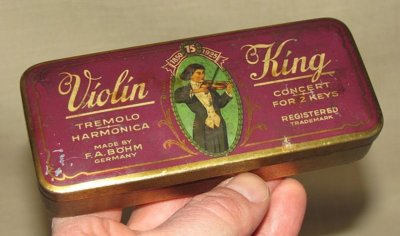 Violin
TREMOLO
HARMONICA
MADE BY
F.A. BÖHM
GERMANY
1850 75 1925
King
CONCERT
FOR 2 KEYS
REGISTERED
TRADEMARK